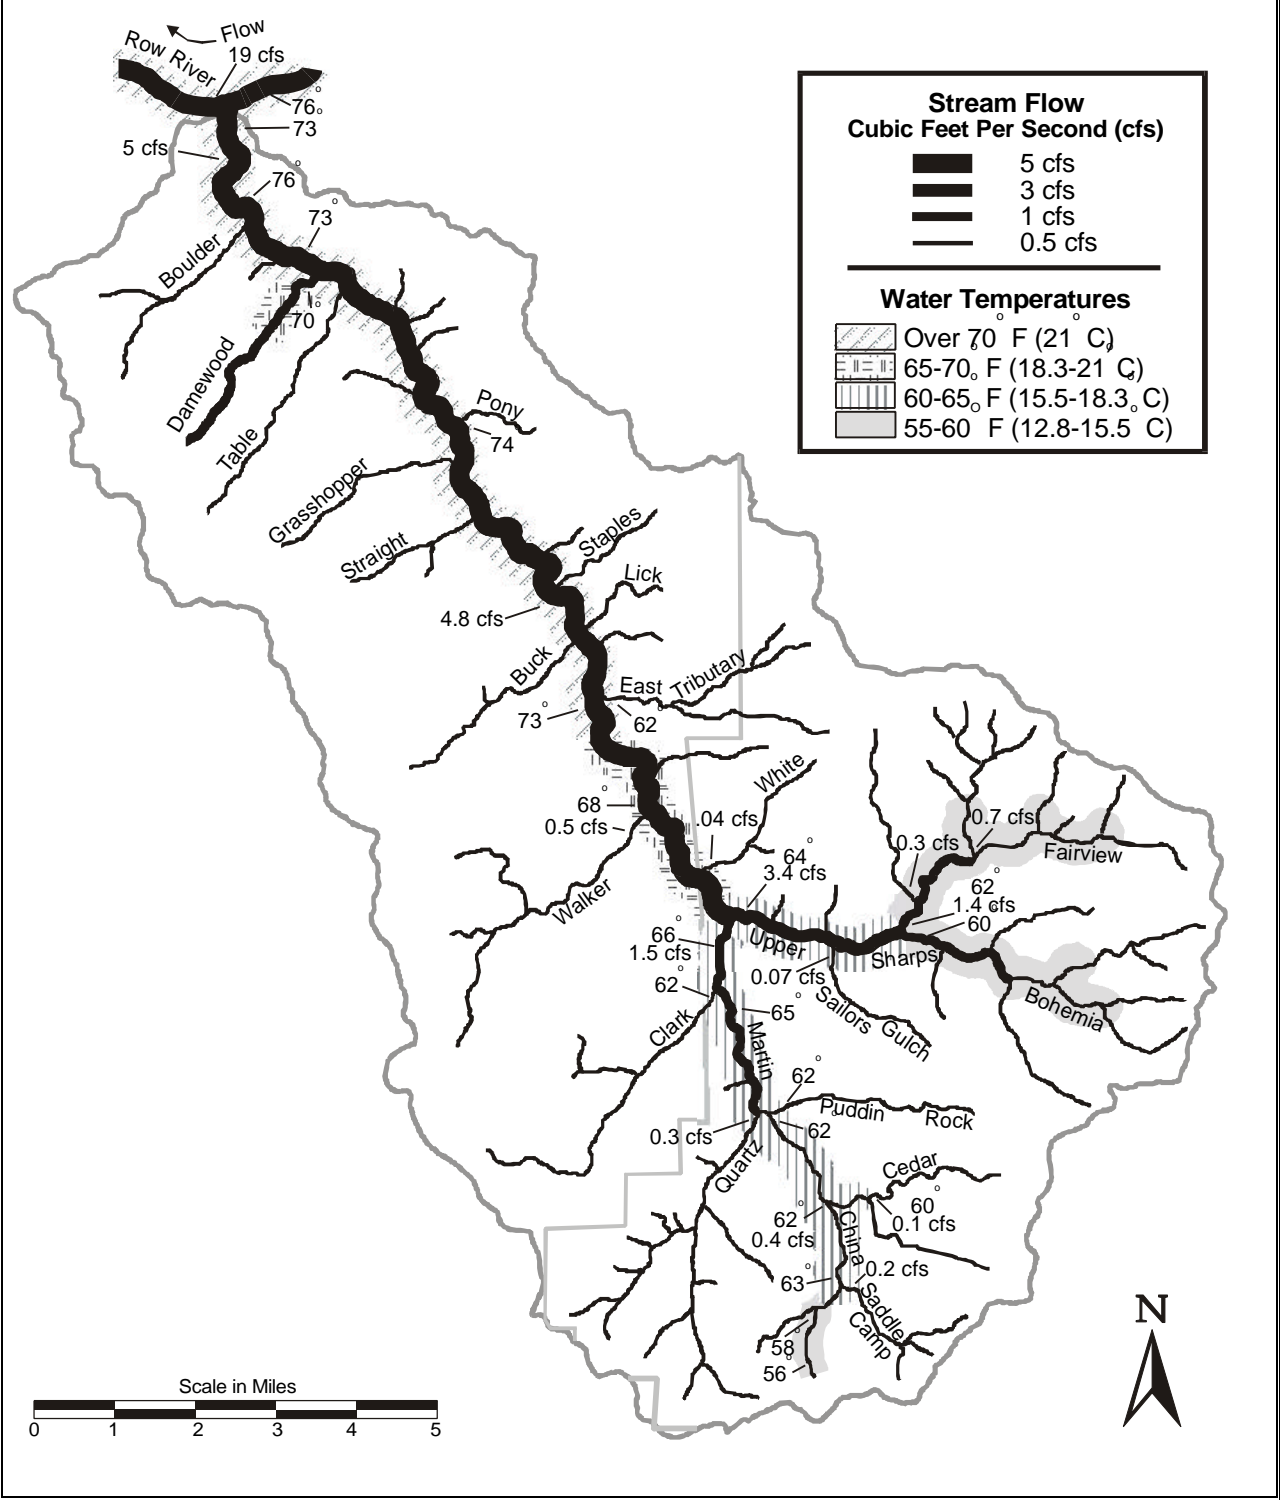 Flow
Row River
19 cfs
76°
73°
5 cfs
76°
73°
Boulder
70°
Damewood
Table
Pony
74
Grasshopper
Straight
Staples
Lick
4.8 cfs
Buck
East Tributary
73°
62°
White
68°
0.5 cfs
.04 cfs
Walker
64°
3.4 cfs
0.3 cfs
0.7 cfs
Fairview
62°
1.4 cfs
60°
66°
1.5 cfs
Upper
Sharps
0.07 cfs
Sailors Gulch
Bohemia
62°
Clark
65°
Martin
62°
Puddin Rock
0.3 cfs
62°
Quartz
Cedar
60°
0.1 cfs
62°
0.4 cfs
China
0.2 cfs
63°
Saddle
Camp
58°
56°
Stream Flow
Cubic Feet Per Second (cfs)
5 cfs
3 cfs
1 cfs
0.5 cfs
Water Temperatures
Over 70° F (21° C)
65-70° F (18.3-21° C)
60-65° F (15.5-18.3° C)
55-60° F (12.8-15.5° C)
N
Scale in Miles
0 1 2 3 4 5